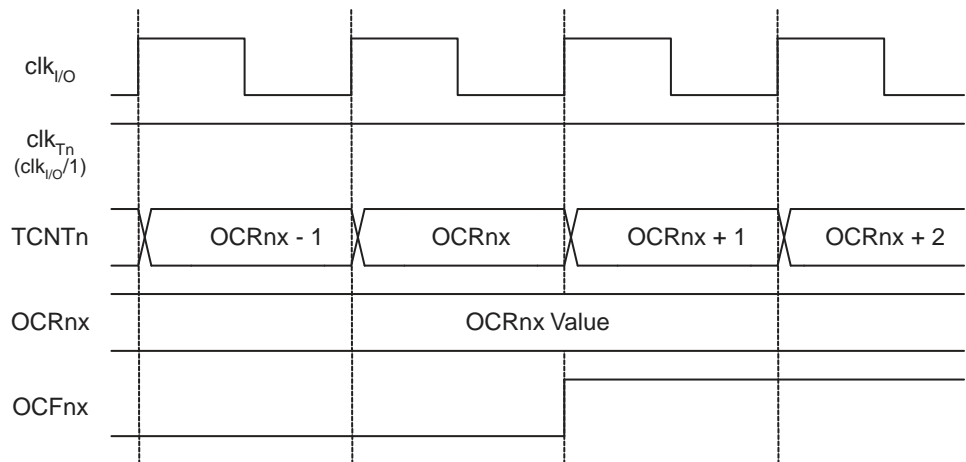 clkI/O
clkTn
(clkI/O/1)
TCNTn OCRnx - 1 OCRnx OCRnx + 1 OCRnx + 2
OCRnx OCRnx Value
OCFnx